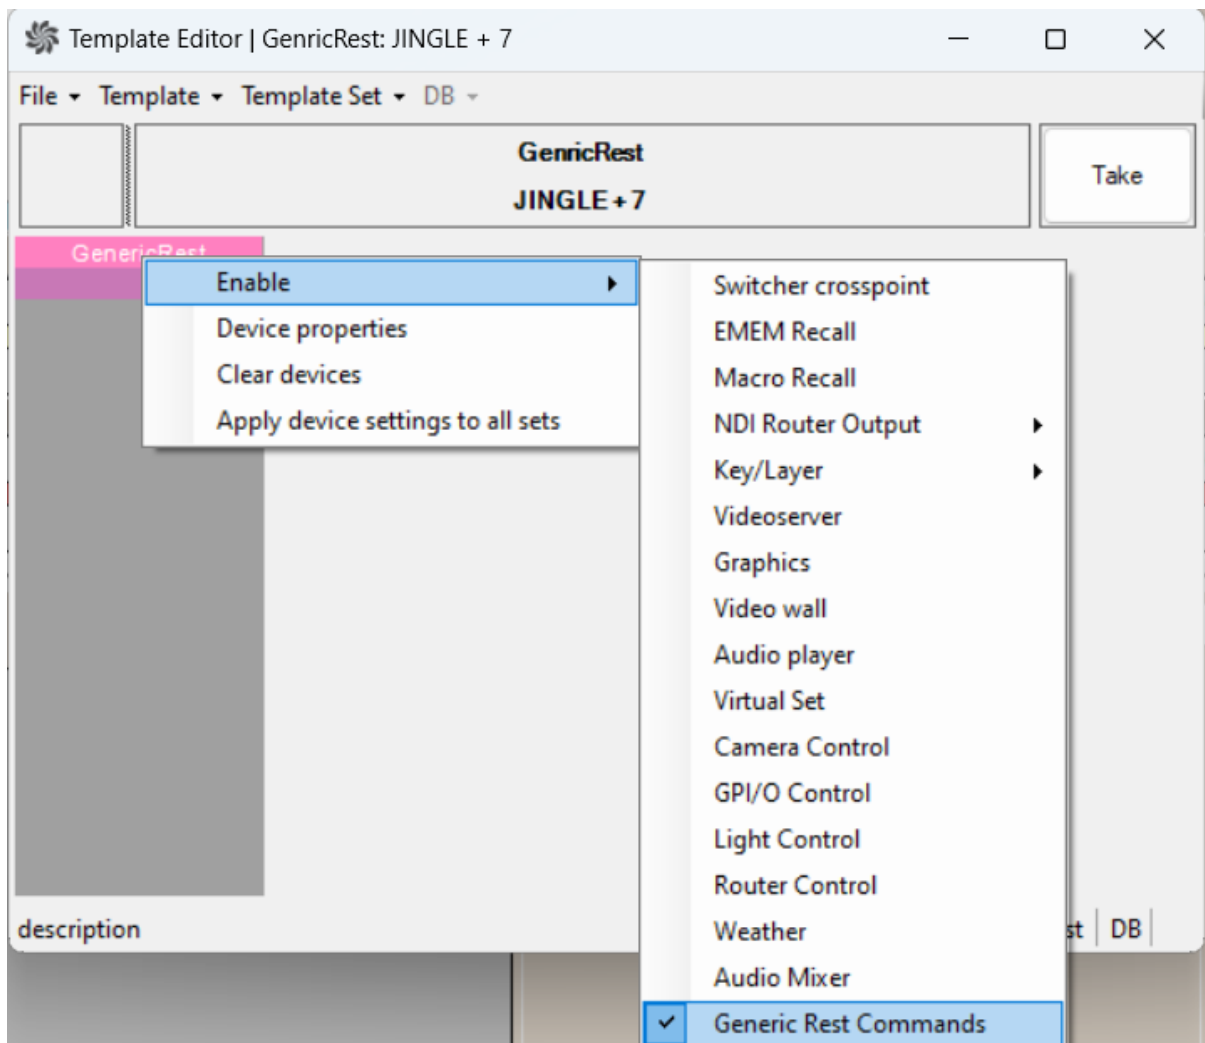 Template Editor | GenricRest: JINGLE + 7
File Template Template Set DB
GenricRest
JINGLE + 7
Take
GenericRest
Enable
Device properties
Clear devices
Apply device settings to all sets
Switcher crosspoint
EMEM Recall
Macro Recall
NDI Router Output
Key/Layer
Videoserver
Graphics
Video wall
Audio player
Virtual Set
Camera Control
GPI/O Control
Light Control
Router Control
Weather
Audio Mixer
Generic Rest Commands
description
st DB